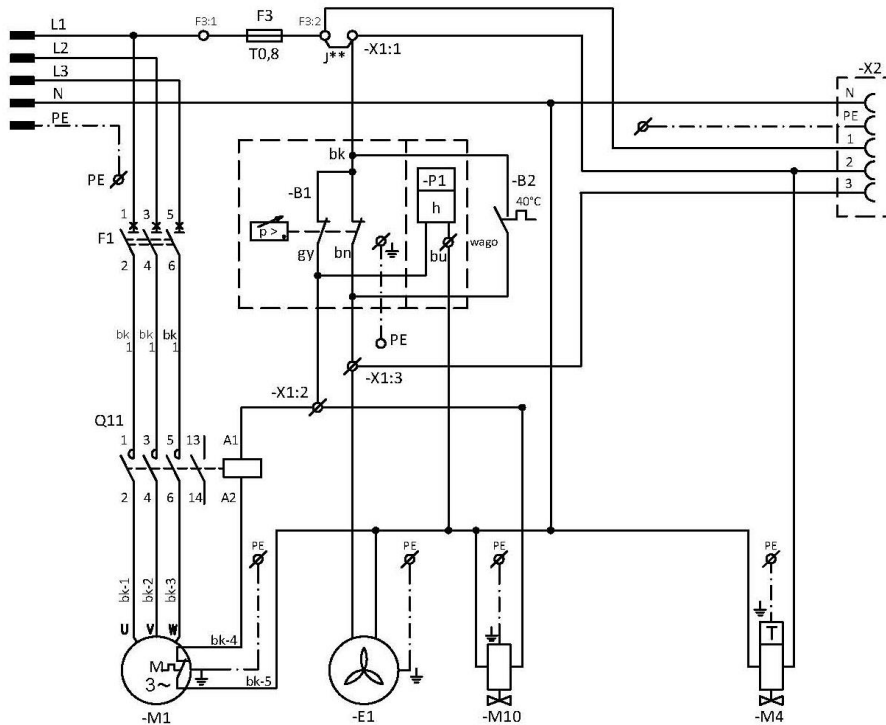 L1 F3:1 F3 F3:2
T0,8 J** -X1:1
L2
L3 -X2
N N
PE PE
1
bk 2
PE -B1 -P1 -B2 3
40°C
h
1 3 5 p >
F1 wago
2 4 6 gy bn bu
bk 1 bk 1 bk 1 PE
-X1:3
-X1:2
Q11
1 3 5 13 A1
2 4 6 14 A2
PE PE PE PE
bk-1 bk-2 bk-3
U V W bk-4 T
M
3~ bk-5
-M1 -E1 -M10 -M4